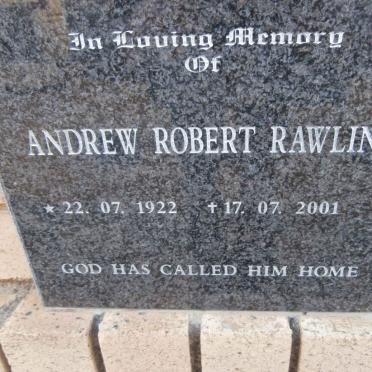 In Loving Memory
Of
ANDREW ROBERT RAWLIN
★ 22. 07. 1922 ✝ 17. 07. 2001
GOD HAS CALLED HIM HOME